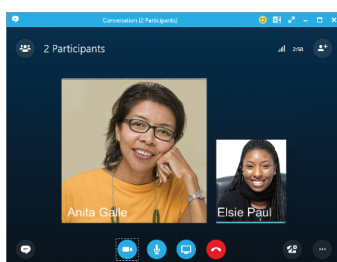 Conversation (2 Participants)
2 Participants
2:50
Anita Galle
Elsie Paul